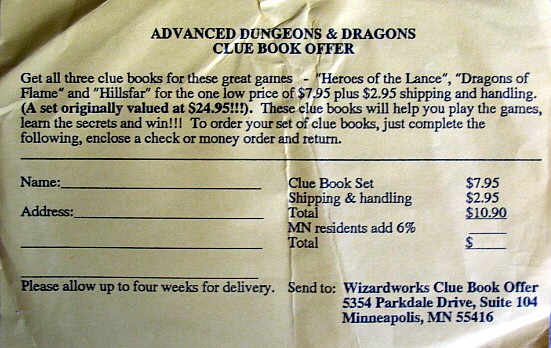 ADVANCED DUNGEONS & DRAGONS
CLUE BOOK OFFER
Get all three clue books for these great games - "Heroes of the Lance", "Dragons of
Flame" and "Hillsfar" for the one low price of $7.95 plus $2.95 shipping and handling.
(A set originally valued at $24.95!!!). These clue books will help you play the games,
learn the secrets and win!!! To order your set of clue books, just complete the
following, enclose a check or money order and return.
Name:
Clue Book Set $7.95
Shipping & handling $2.95
Address:
Total $10.90
MN residents add 6%
Total $
Please allow up to four weeks for delivery.
Send to: Wizardworks Clue Book Offer
5354 Parkdale Drive, Suite 104
Minneapolis, MN 55416